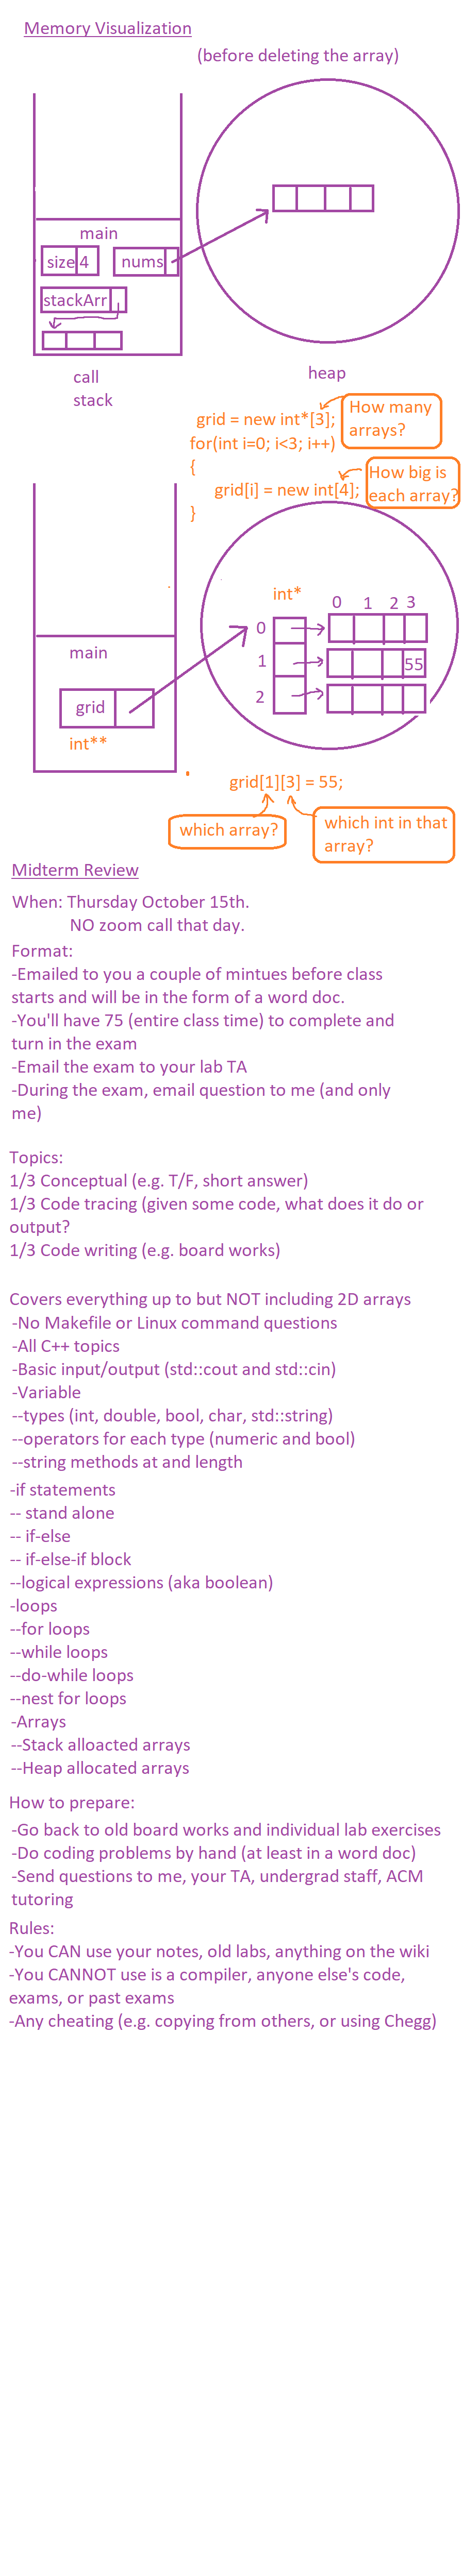 Memory Visualization
(before deleting the array)
main
size 4
nums
stackArr
call
stack
heap
grid = new int*[3];
How many
arrays?
for(int i=0; i<3; i++)
{
How big is
each array?
grid[i] = new int[4];
}
int*
0 1 2 3
0
main
1
55
2
grid
int**
grid[1][3] = 55;
which array?
which int in that
array?
Midterm Review
When: Thursday October 15th.
NO zoom call that day.
Format:
-Emailed to you a couple of mintues before class
starts and will be in the form of a word doc.
-You'll have 75 (entire class time) to complete and
turn in the exam
-Email the exam to your lab TA
-During the exam, email question to me (and only
me)
Topics:
1/3 Conceptual (e.g. T/F, short answer)
1/3 Code tracing (given some code, what does it do or
output?
1/3 Code writing (e.g. board works)
Covers everything up to but NOT including 2D arrays
-No Makefile or Linux command questions
-All C++ topics
-Basic input/output (std::cout and std::cin)
-Variable
--types (int, double, bool, char, std::string)
--operators for each type (numeric and bool)
--string methods at and length
-if statements
-- stand alone
-- if-else
-- if-else-if block
--logical expressions (aka boolean)
-loops
--for loops
--while loops
--do-while loops
--nest for loops
-Arrays
--Stack alloacted arrays
--Heap allocated arrays
How to prepare:
-Go back to old board works and individual lab exercises
-Do coding problems by hand (at least in a word doc)
-Send questions to me, your TA, undergrad staff, ACM
tutoring
Rules:
-You CAN use your notes, old labs, anything on the wiki
-You CANNOT use is a compiler, anyone else's code,
exams, or past exams
-Any cheating (e.g. copying from others, or using Chegg)